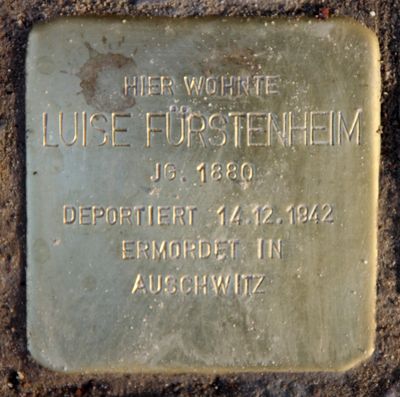 HIER WOHNTE
LUISE FÜRSTENHEIM
JG. 1880
DEPORTIERT 14.12.1942
ERMORDET IN
AUSCHWITZ